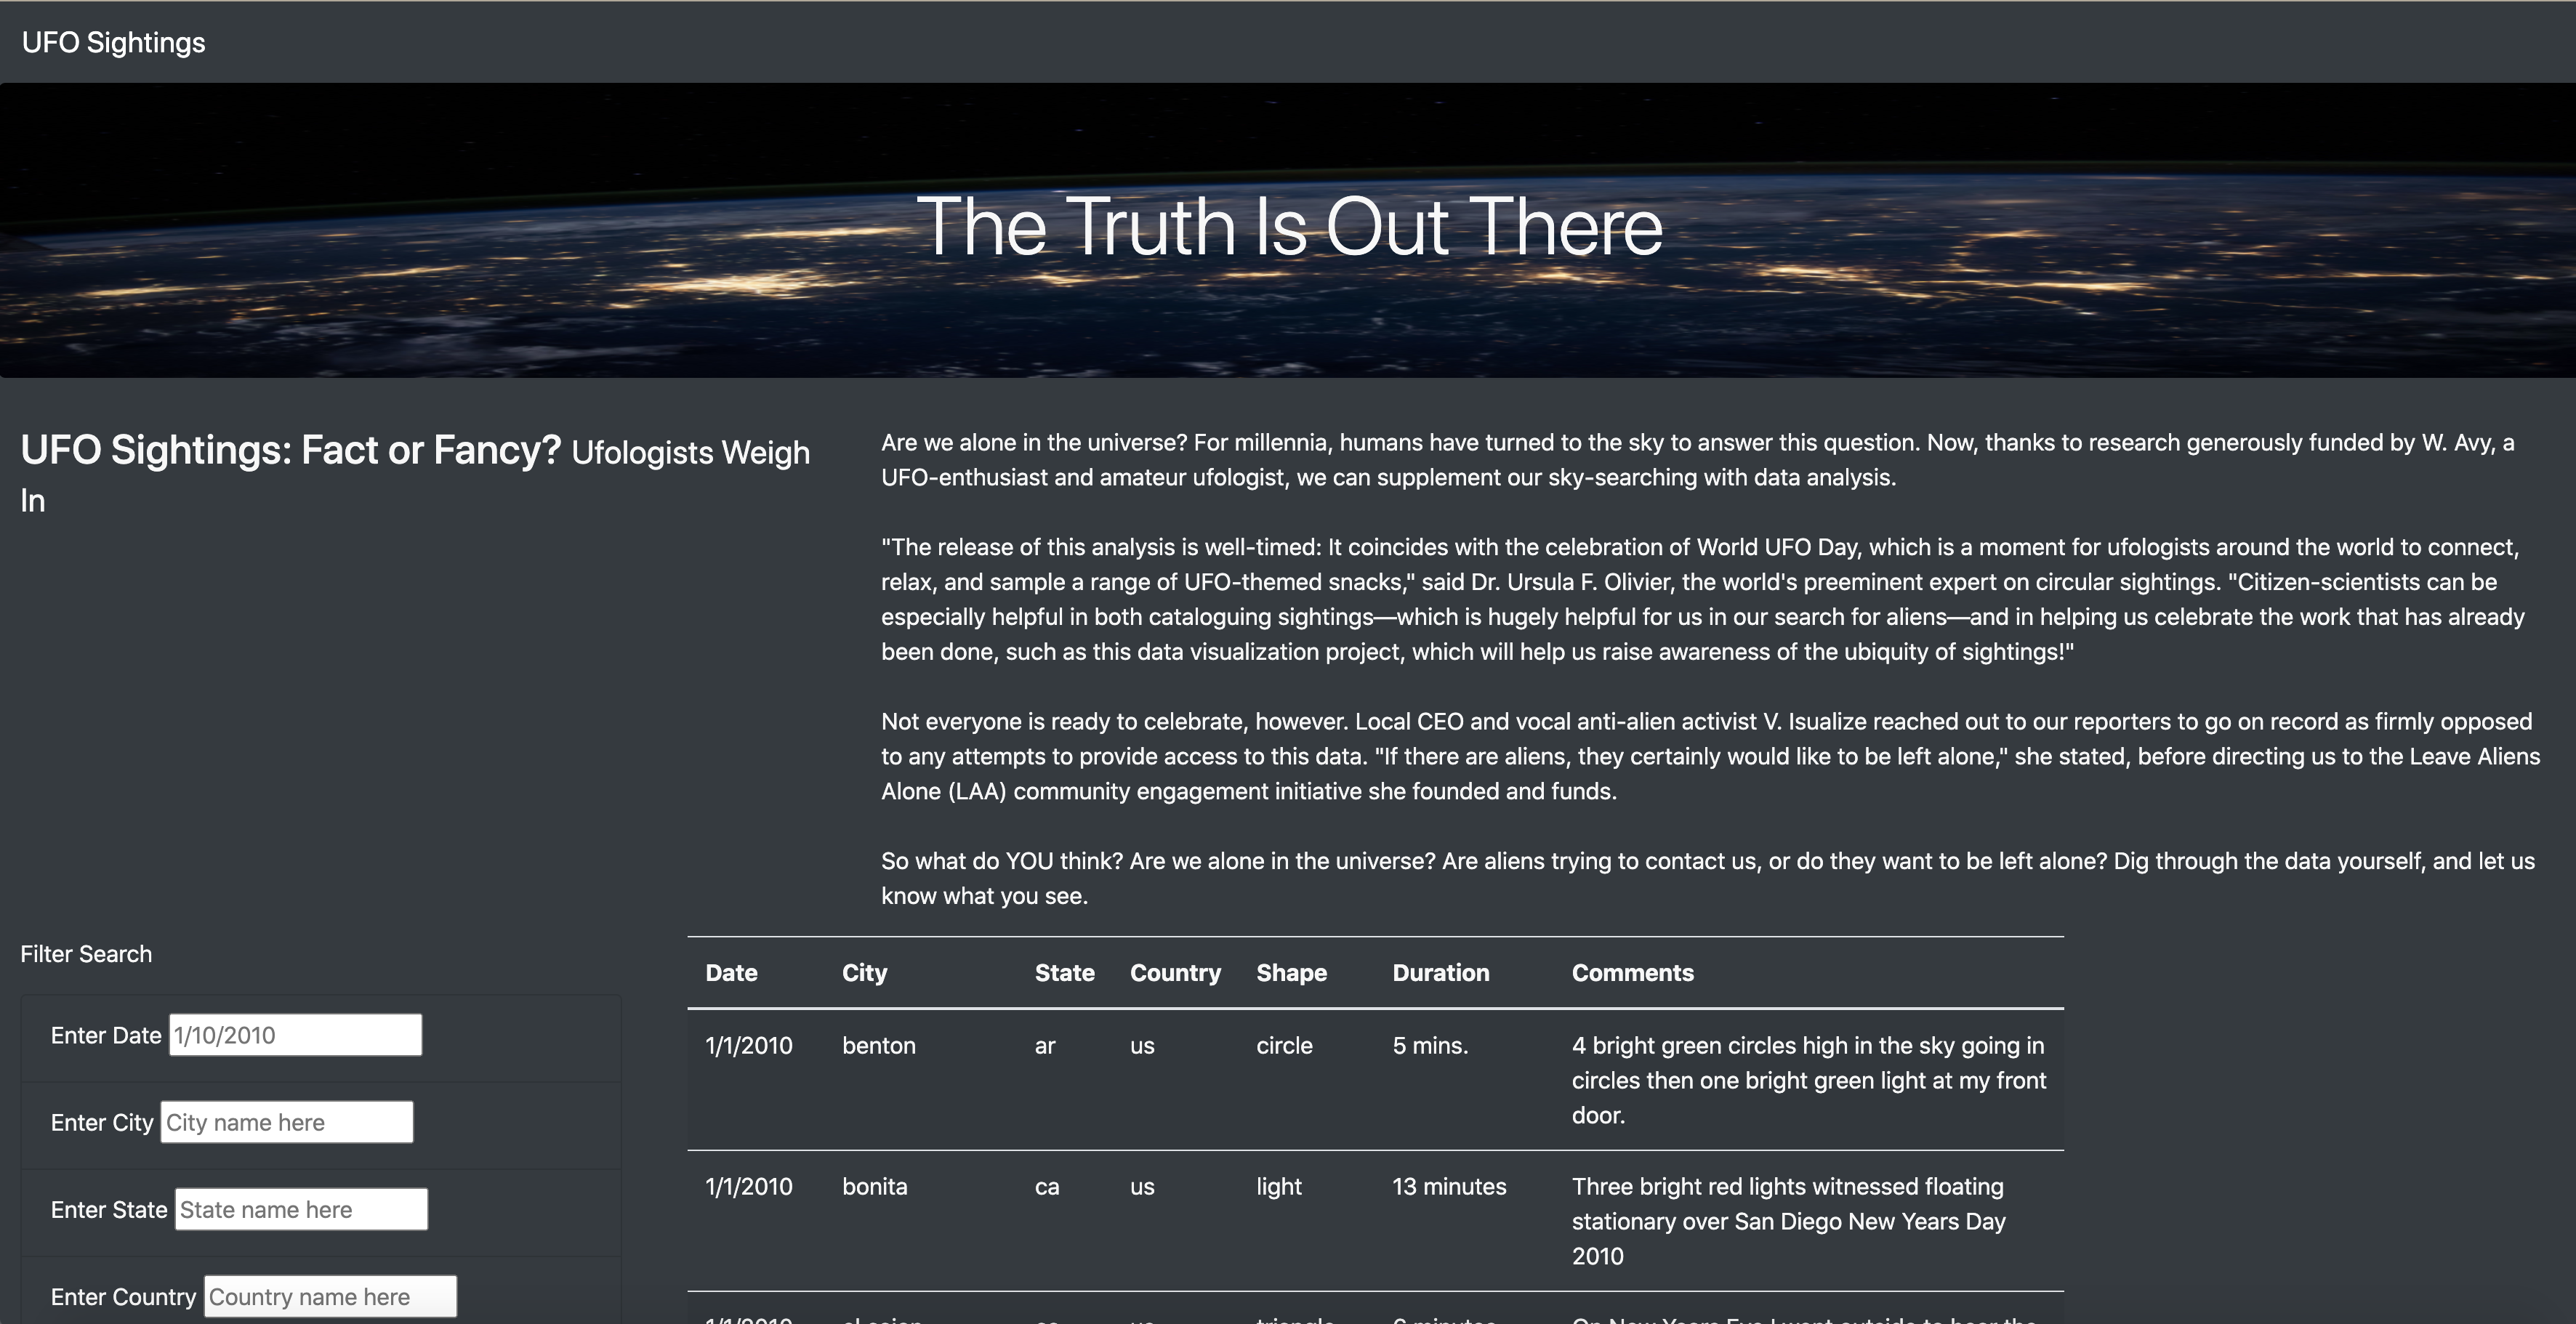 UFO Sightings
The Truth Is Out There
UFO Sightings: Fact or Fancy? Ufologists Weigh
In
Are we alone in the universe? For millennia, humans have turned to the sky to answer this question. Now, thanks to research generously funded by W. Avy, a
UFO-enthusiast and amateur ufologist, we can supplement our sky-searching with data analysis.
"The release of this analysis is well-timed: It coincides with the celebration of World UFO Day, which is a moment for ufologists around the world to connect,
relax, and sample a range of UFO-themed snacks," said Dr. Ursula F. Olivier, the world's preeminent expert on circular sightings. "Citizen-scientists can be
especially helpful in both cataloguing sightings—which is hugely helpful for us in our search for aliens—and in helping us celebrate the work that has already
been done, such as this data visualization project, which will help us raise awareness of the ubiquity of sightings!"
Not everyone is ready to celebrate, however. Local CEO and vocal anti-alien activist V. Isualize reached out to our reporters to go on record as firmly opposed
to any attempts to provide access to this data. "If there are aliens, they certainly would like to be left alone," she stated, before directing us to the Leave Aliens
Alone (LAA) community engagement initiative she founded and funds.
So what do YOU think? Are we alone in the universe? Are aliens trying to contact us, or do they want to be left alone? Dig through the data yourself, and let us
know what you see.
Filter Search
Enter Date 1/10/2010
Enter City City name here
Enter State State name here
Enter Country Country name here
Date City State Country Shape Duration Comments
1/1/2010 benton ar us circle 5 mins. 4 bright green circles high in the sky going in
circles then one bright green light at my front
door.
1/1/2010 bonita ca us light 13 minutes Three bright red lights witnessed floating
stationary over San Diego New Years Day
2010